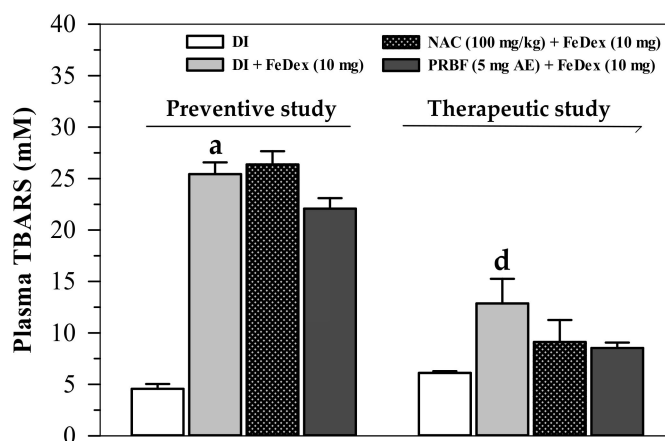 40
35
30
25
20
15
10
5
0
Plasma TBARS (mM)
DI
DI + FeDex (10 mg)
NAC (100 mg/kg) + FeDex (10 mg)
PRBF (5 mg AE) + FeDex (10 mg)
Preventive study
Therapeutic study
a
d